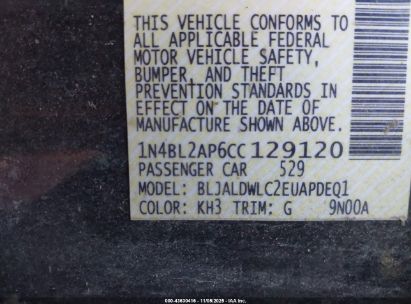 THIS VEHICLE CONFORMS TO
ALL APPLICABLE FEDERAL
MOTOR VEHICLE SAFETY,
BUMPER, AND THEFT
PREVENTION STANDARDS IN
EFFECT ON THE DATE OF
MANUFACTURE SHOWN ABOVE.
1N4BL2AP6CC129120
PASSENGER CAR 529
MODEL: BLJALDWLC2EUAPDEQ1
COLOR: KH3 TRIM: G 9N00A